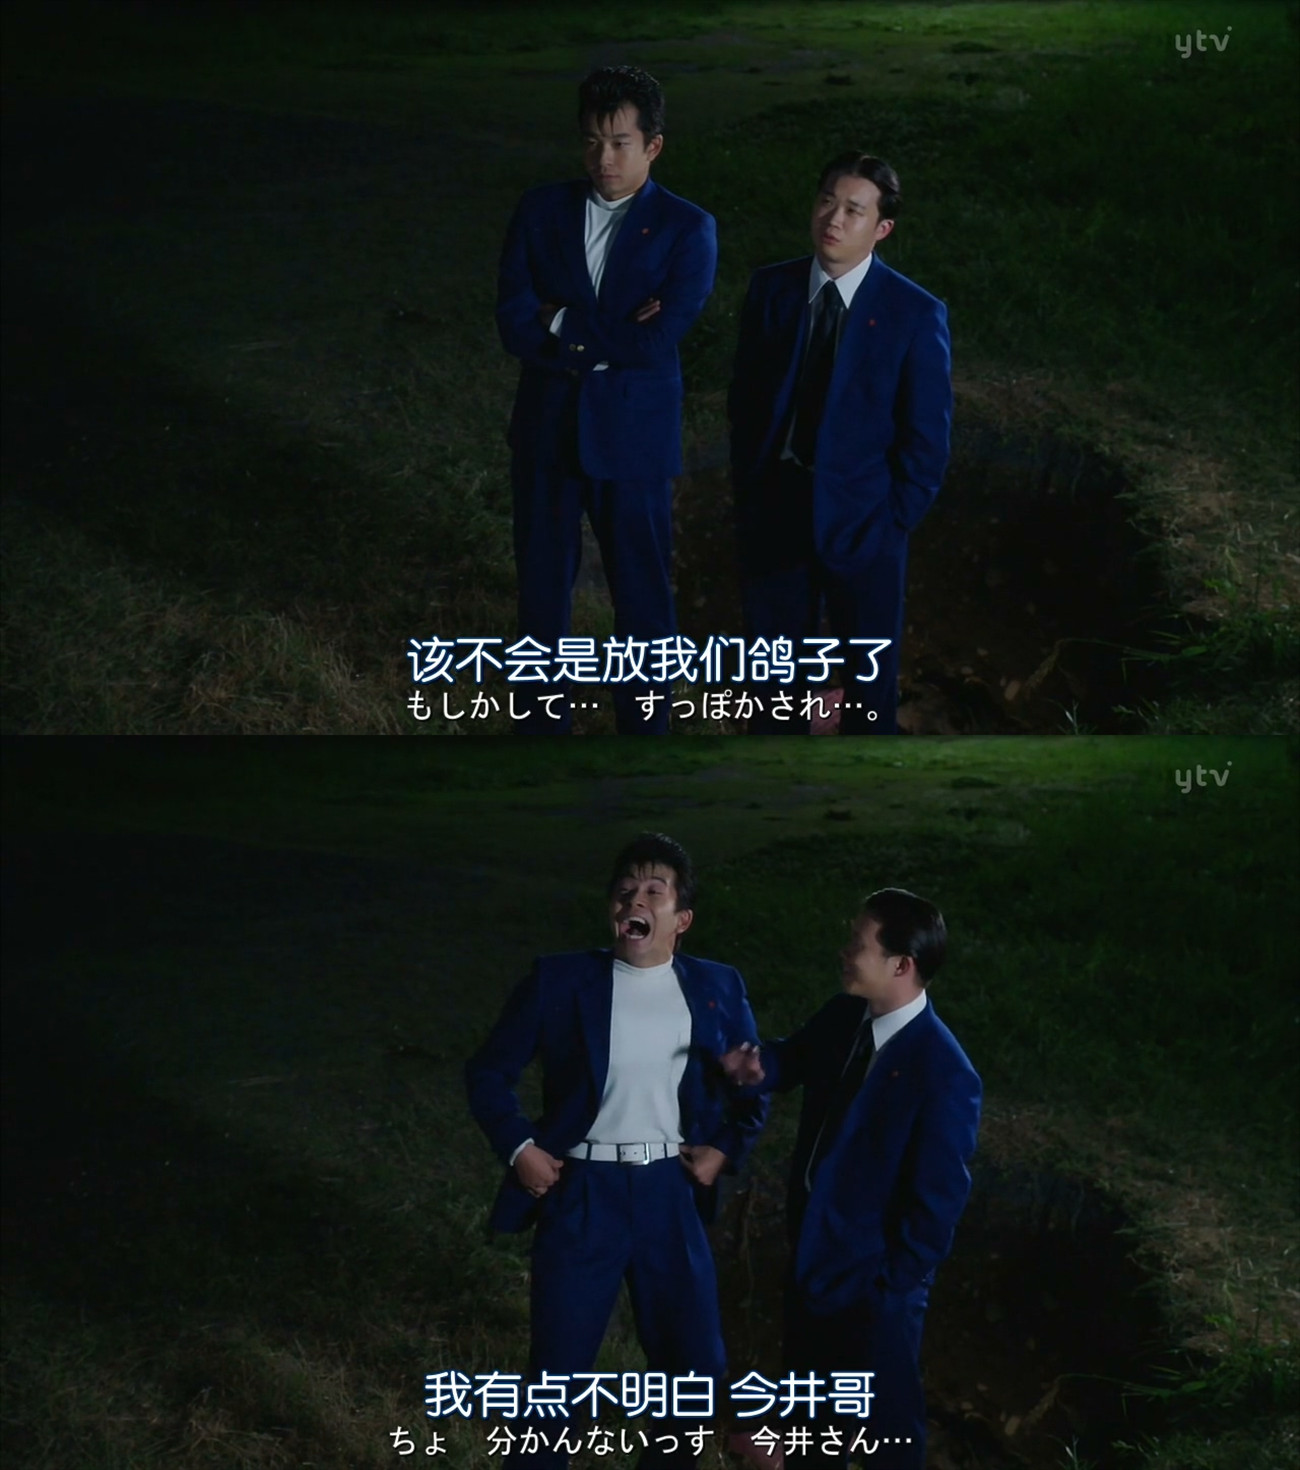 ytv
该不会是放我们鸽子了
もしかして… すっぽかされ…。
ytv
我有点不明白 今井哥
ちょ 分かんないっす 今井さん…